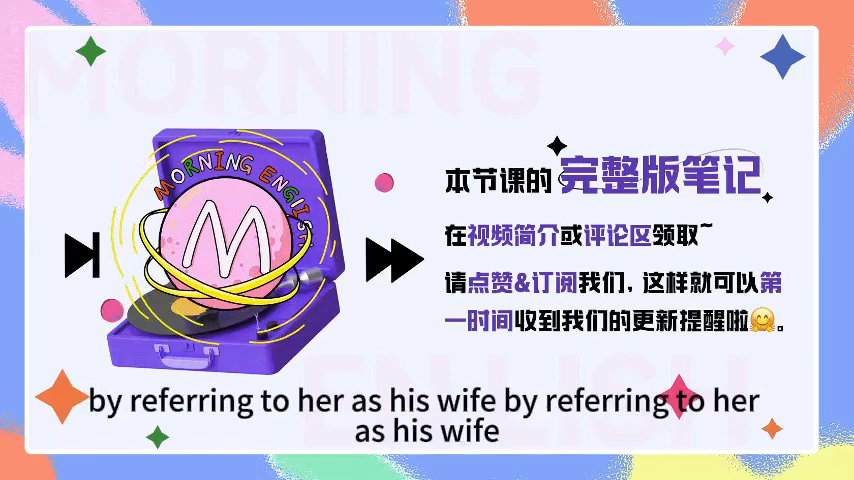 MORNING
MORNING ENGLISH
M
本节课的 完整版笔记
在视频简介或评论区领取~
请点赞&订阅我们，这样就可以第
一时间收到我们的更新提醒啦🤗。
ENGLISH
by referring to her as his wife by referring to her
as his wife